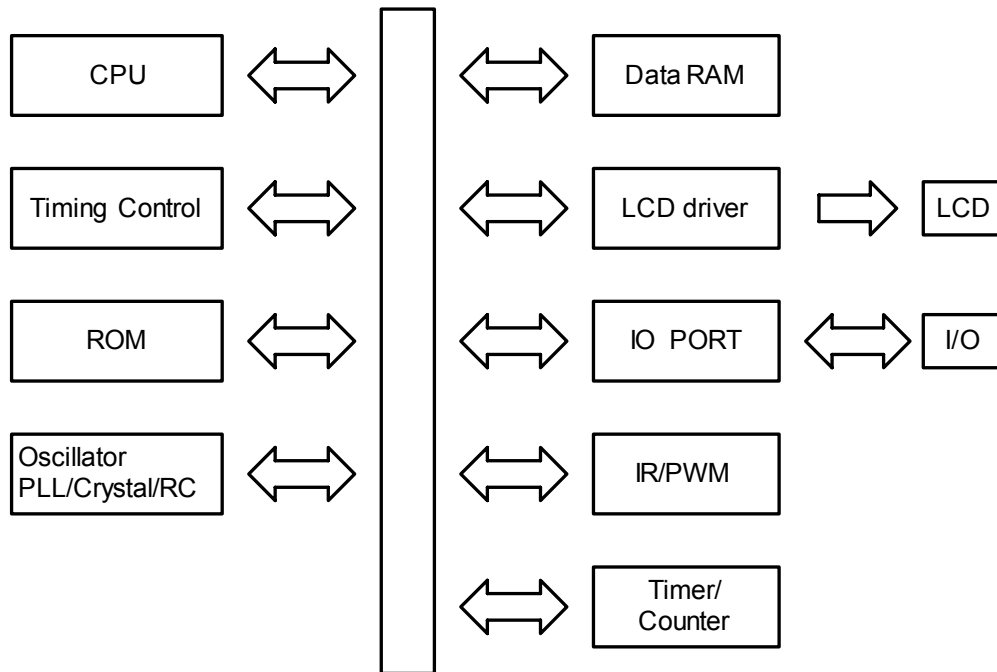 CPU
Data RAM
Timing Control
LCD driver
LCD
ROM
IO PORT
I/O
Oscillator
PLL/Crystal/RC
IR/PWM
Timer/
Counter